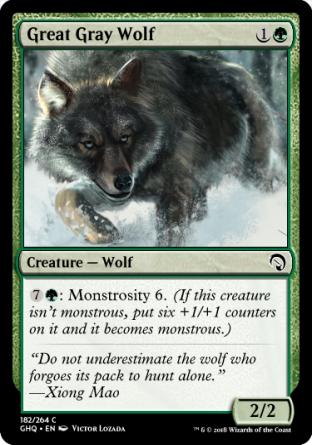 Great Gray Wolf 1
Creature — Wolf
7 : Monstrosity 6. (If this creature
isn't monstrous, put six +1/+1 counters
on it and it becomes monstrous.)
"Do not underestimate the wolf who
forgoes its pack to hunt alone."
—Xiong Mao
2/2
182/264 C
GHQ • EN Victor Lozada
™ & © 2018 Wizards of the Coast